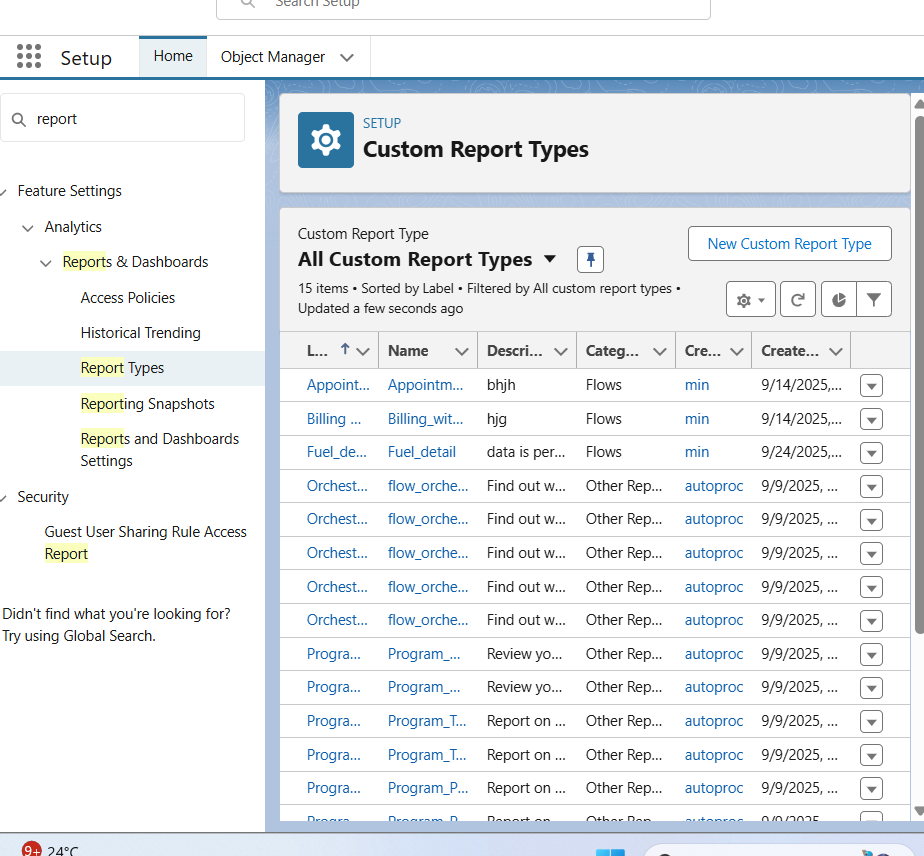 Search Setup
Setup
Home
Object Manager
report
Feature Settings
Analytics
Reports & Dashboards
Access Policies
Historical Trending
Report Types
Reporting Snapshots
Reports and Dashboards
Settings
Security
Guest User Sharing Rule Access
Report
Didn't find what you're looking for?
Try using Global Search.
SETUP
Custom Report Types
Custom Report Type
All Custom Report Types
New Custom Report Type
15 items • Sorted by Label • Filtered by All custom report types •
Updated a few seconds ago
L... Name Descri... Categ... Cre... Create...
Appoint... Appointm... bhjh Flows min 9/14/2025,...
Billing ... Billing_wit... hjg Flows min 9/14/2025,...
Fuel_de... Fuel_detail data is per... Flows min 9/24/2025,...
Orchest... flow_orche... Find out w... Other Rep... autoproc 9/9/2025, ...
Orchest... flow_orche... Find out w... Other Rep... autoproc 9/9/2025, ...
Orchest... flow_orche... Find out w... Other Rep... autoproc 9/9/2025, ...
Orchest... flow_orche... Find out w... Other Rep... autoproc 9/9/2025, ...
Orchest... flow_orche... Find out w... Other Rep... autoproc 9/9/2025, ...
Progra... Program_... Review yo... Other Rep... autoproc 9/9/2025, ...
Progra... Program_... Review yo... Other Rep... autoproc 9/9/2025, ...
Progra... Program_T... Report on ... Other Rep... autoproc 9/9/2025, ...
Progra... Program_T... Report on ... Other Rep... autoproc 9/9/2025, ...
Progra... Program_P... Report on ... Other Rep... autoproc 9/9/2025, ...
Progra... Program_P... Report on ... Other Rep... autoproc 9/9/2025, ...
9+ 24°C